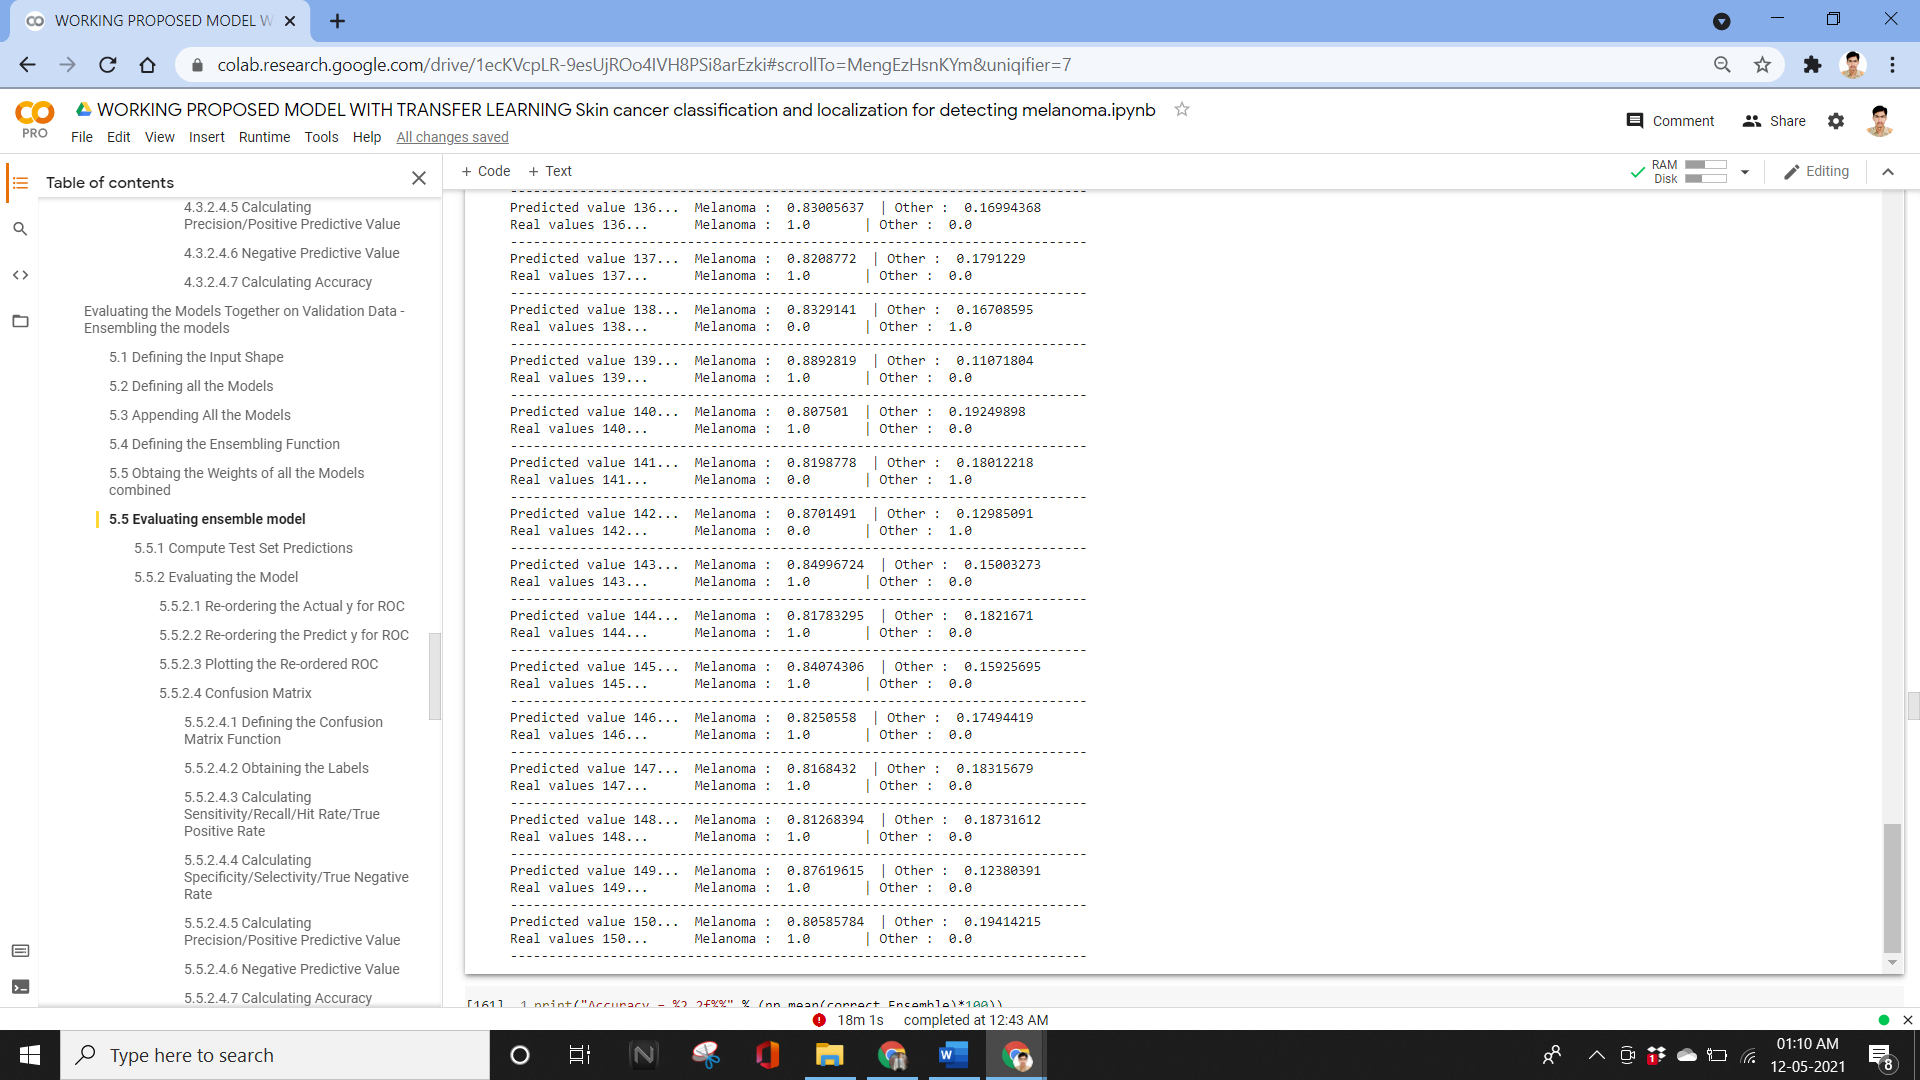 WORKING PROPOSED MODEL W
colab.research.google.com/drive/1ecKVcpLR-9esUjROo4IVH8PSi8arEzki#scrollTo=MengEzHsnKYm&uniqifier=7
PRO
WORKING PROPOSED MODEL WITH TRANSFER LEARNING Skin cancer classification and localization for detecting melanoma.ipynb
File Edit View Insert Runtime Tools Help All changes saved
Comment Share
Table of contents
+ Code + Text
RAM
Disk
Editing
4.3.2.4.5 Calculating
Precision/Positive Predictive Value
4.3.2.4.6 Negative Predictive Value
4.3.2.4.7 Calculating Accuracy
Evaluating the Models Together on Validation Data -
Ensembling the models
5.1 Defining the Input Shape
5.2 Defining all the Models
5.3 Appending All the Models
5.4 Defining the Ensembling Function
5.5 Obtaing the Weights of all the Models
combined
5.5 Evaluating ensemble model
5.5.1 Compute Test Set Predictions
5.5.2 Evaluating the Model
5.5.2.1 Re-ordering the Actual y for ROC
5.5.2.2 Re-ordering the Predict y for ROC
5.5.2.3 Plotting the Re-ordered ROC
5.5.2.4 Confusion Matrix
5.5.2.4.1 Defining the Confusion
Matrix Function
5.5.2.4.2 Obtaining the Labels
5.5.2.4.3 Calculating
Sensitivity/Recall/Hit Rate/True
Positive Rate
5.5.2.4.4 Calculating
Specificity/Selectivity/True Negative
Rate
5.5.2.4.5 Calculating
Precision/Positive Predictive Value
5.5.2.4.6 Negative Predictive Value
5.5.2.4.7 Calculating Accuracy
---------------------------------------------------------------------------
Predicted value 136... Melanoma : 0.83005637 | Other : 0.16994368
Real values 136... Melanoma : 1.0 | Other : 0.0
---------------------------------------------------------------------------
Predicted value 137... Melanoma : 0.8208772 | Other : 0.1791229
Real values 137... Melanoma : 1.0 | Other : 0.0
---------------------------------------------------------------------------
Predicted value 138... Melanoma : 0.8329141 | Other : 0.16708595
Real values 138... Melanoma : 0.0 | Other : 1.0
---------------------------------------------------------------------------
Predicted value 139... Melanoma : 0.8892819 | Other : 0.11071804
Real values 139... Melanoma : 1.0 | Other : 0.0
---------------------------------------------------------------------------
Predicted value 140... Melanoma : 0.807501 | Other : 0.19249898
Real values 140... Melanoma : 1.0 | Other : 0.0
---------------------------------------------------------------------------
Predicted value 141... Melanoma : 0.8198778 | Other : 0.18012218
Real values 141... Melanoma : 0.0 | Other : 1.0
---------------------------------------------------------------------------
Predicted value 142... Melanoma : 0.8701491 | Other : 0.12985091
Real values 142... Melanoma : 0.0 | Other : 1.0
---------------------------------------------------------------------------
Predicted value 143... Melanoma : 0.84996724 | Other : 0.15003273
Real values 143... Melanoma : 1.0 | Other : 0.0
---------------------------------------------------------------------------
Predicted value 144... Melanoma : 0.81783295 | Other : 0.1821671
Real values 144... Melanoma : 1.0 | Other : 0.0
---------------------------------------------------------------------------
Predicted value 145... Melanoma : 0.84074306 | Other : 0.15925695
Real values 145... Melanoma : 1.0 | Other : 0.0
---------------------------------------------------------------------------
Predicted value 146... Melanoma : 0.8250558 | Other : 0.17494419
Real values 146... Melanoma : 1.0 | Other : 0.0
---------------------------------------------------------------------------
Predicted value 147... Melanoma : 0.8168432 | Other : 0.18315679
Real values 147... Melanoma : 1.0 | Other : 0.0
---------------------------------------------------------------------------
Predicted value 148... Melanoma : 0.81268394 | Other : 0.18731612
Real values 148... Melanoma : 1.0 | Other : 0.0
---------------------------------------------------------------------------
Predicted value 149... Melanoma : 0.87619615 | Other : 0.12380391
Real values 149... Melanoma : 1.0 | Other : 0.0
---------------------------------------------------------------------------
Predicted value 150... Melanoma : 0.80585784 | Other : 0.19414215
Real values 150... Melanoma : 1.0 | Other : 0.0
---------------------------------------------------------------------------
[161] 1 print("Accuracy = %2.2f%%" % (np.mean(correct_Ensemble)*100))
18m 1s completed at 12:43 AM
Type here to search
01:10 AM
12-05-2021
8